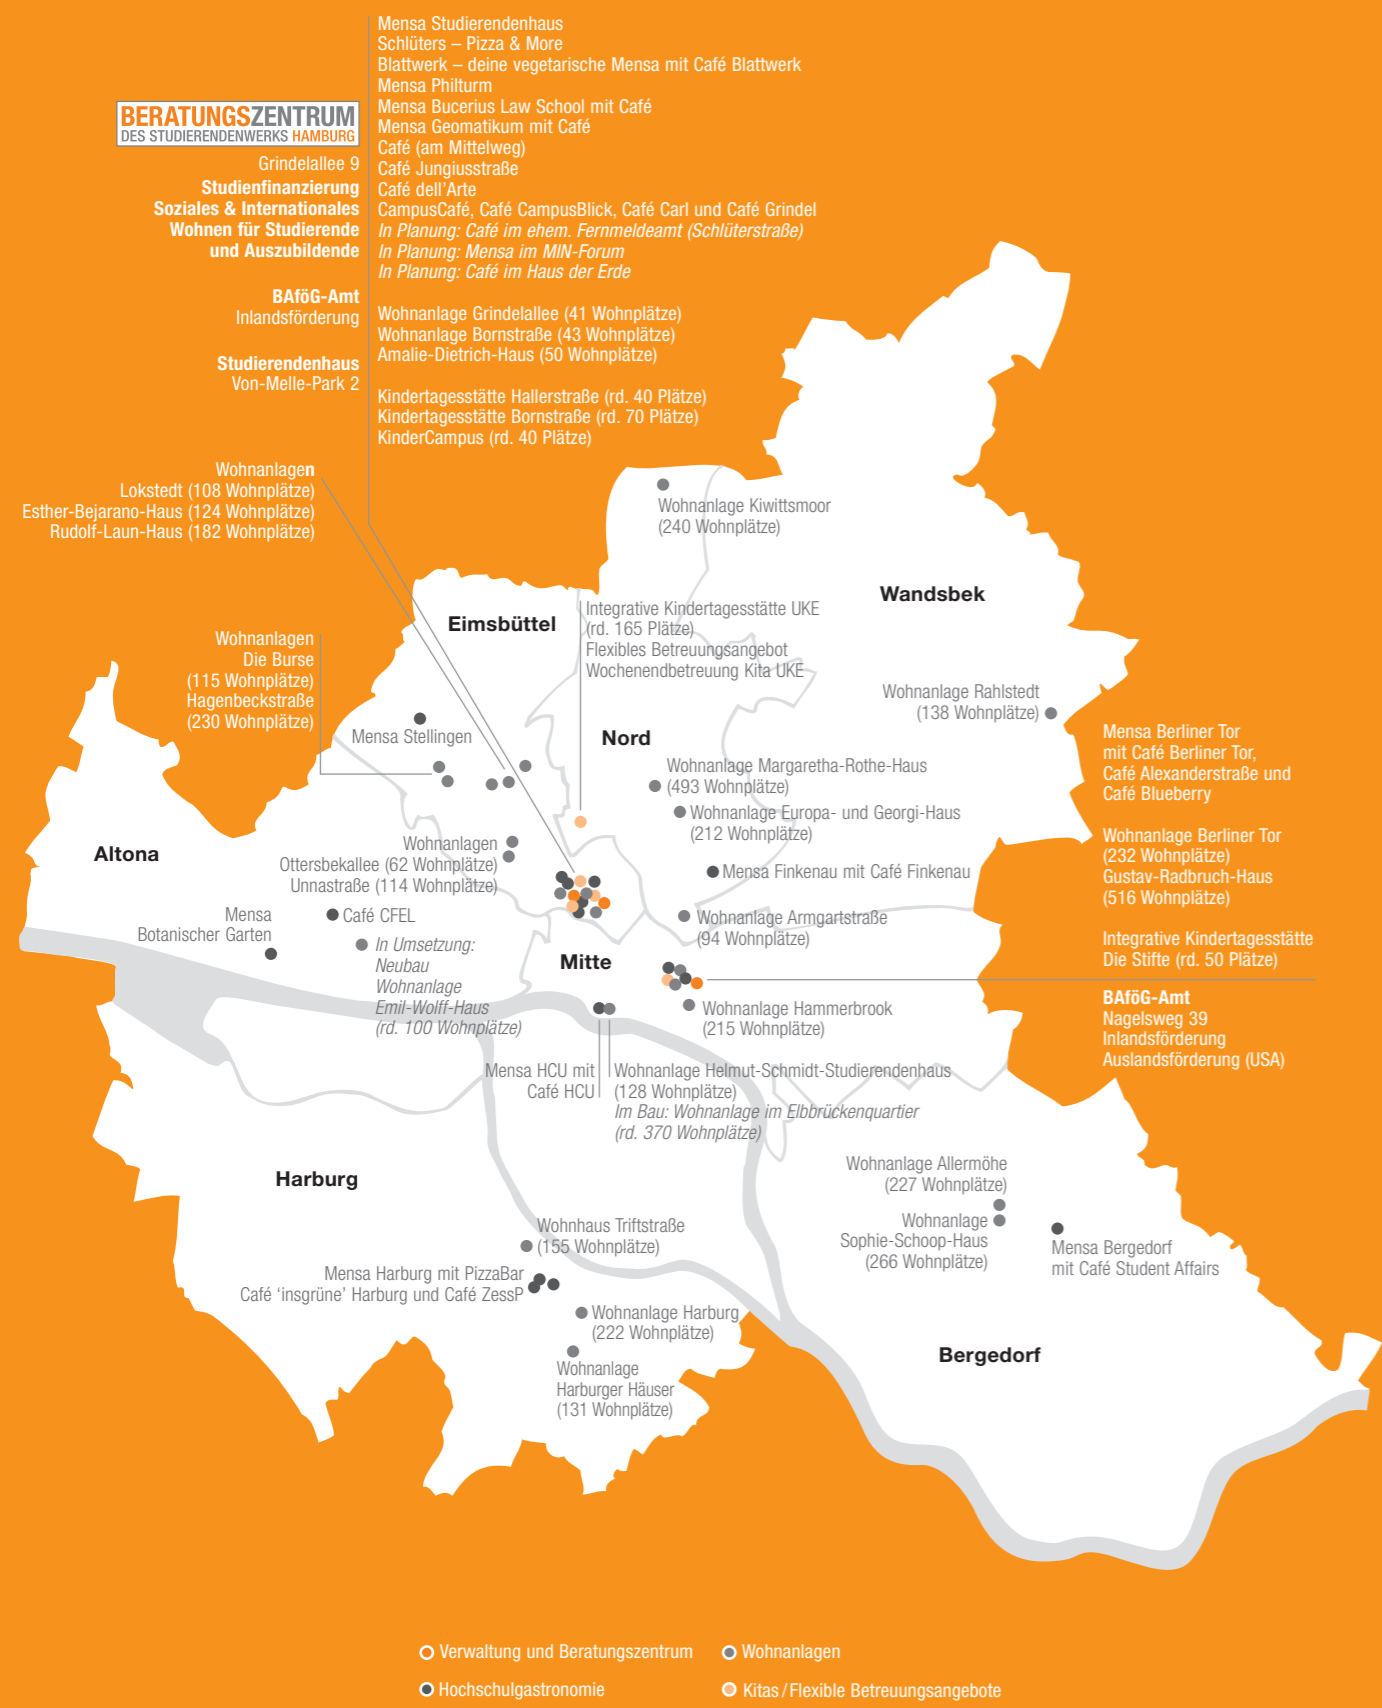 Mensa Studierendenhaus
Schlüters – Pizza & More
Blattwerk – deine vegetarische Mensa mit Café Blattwerk
Mensa Philturm
Mensa Bucerius Law School mit Café
Mensa Geomatikum mit Café
Café (am Mittelweg)
Café Jungiusstraße
Café dell’Arte
CampusCafé, Café CampusBlick, Café Carl und Café Grindel
In Planung: Café im ehem. Fernmeldeamt (Schlüterstraße)
In Planung: Mensa im MIN-Forum
In Planung: Café im Haus der Erde
Wohnanlage Grindelallee (41 Wohnplätze)
Wohnanlage Bornstraße (43 Wohnplätze)
Amalie-Dietrich-Haus (50 Wohnplätze)
Kindertagesstätte Hallerstraße (rd. 40 Plätze)
Kindertagesstätte Bornstraße (rd. 70 Plätze)
KinderCampus (rd. 40 Plätze)
BERATUNGSZENTRUM
DES STUDIERENDENWERKS HAMBURG
Grindelallee 9
Studienfinanzierung
Soziales & Internationales
Wohnen für Studierende
und Auszubildende
BAföG-Amt
Inlandsförderung
Studierendenhaus
Von-Melle-Park 2
Wohnanlagen
Lokstedt (108 Wohnplätze)
Esther-Bejarano-Haus (124 Wohnplätze)
Rudolf-Laun-Haus (182 Wohnplätze)
Wohnanlage Kiwittsmoor
(240 Wohnplätze)
Wandsbek
Eimsbüttel
Integrative Kindertagesstätte UKE
(rd. 165 Plätze)
Flexibles Betreuungsangebot
Wochenendbetreuung Kita UKE
Wohnanlagen
Die Burse
(115 Wohnplätze)
Hagenbeckstraße
(230 Wohnplätze)
Wohnanlage Rahlstedt
(138 Wohnplätze)
Mensa Stellingen
Nord
Mensa Berliner Tor
mit Café Berliner Tor,
Café Alexanderstraße und
Café Blueberry
Wohnanlage Berliner Tor
(232 Wohnplätze)
Gustav-Radbruch-Haus
(516 Wohnplätze)
Integrative Kindertagesstätte
Die Stifte (rd. 50 Plätze)
BAföG-Amt
Nagelsweg 39
Inlandsförderung
Auslandsförderung (USA)
Wohnanlage Margaretha-Rothe-Haus
(493 Wohnplätze)
Wohnanlage Europa- und Georgi-Haus
(212 Wohnplätze)
Altona
Wohnanlagen
Ottersbekallee (62 Wohnplätze)
Unnastraße (114 Wohnplätze)
Mensa Finkenau mit Café Finkenau
Mensa
Botanischer Garten
Café CFEL
Wohnanlage Armgartstraße
(94 Wohnplätze)
In Umsetzung:
Neubau
Wohnanlage
Emil-Wolff-Haus
(rd. 100 Wohnplätze)
Mitte
Wohnanlage Hammerbrook
(215 Wohnplätze)
Mensa HCU mit
Café HCU
Wohnanlage Helmut-Schmidt-Studierendenhaus
(128 Wohnplätze)
Im Bau: Wohnanlage im Elbbrückenquartier
(rd. 370 Wohnplätze)
Harburg
Wohnanlage Allermöhe
(227 Wohnplätze)
Wohnanlage
Sophie-Schoop-Haus
(266 Wohnplätze)
Mensa Bergedorf
mit Café Student Affairs
Wohnhaus Triftstraße
(155 Wohnplätze)
Mensa Harburg mit PizzaBar
Café ‘insgrüne’ Harburg und Café ZessP
Wohnanlage Harburg
(222 Wohnplätze)
Wohnanlage
Harburger Häuser
(131 Wohnplätze)
Bergedorf
Verwaltung und Beratungszentrum
Wohnanlagen
Hochschulgastronomie
Kitas / Flexible Betreuungsangebote